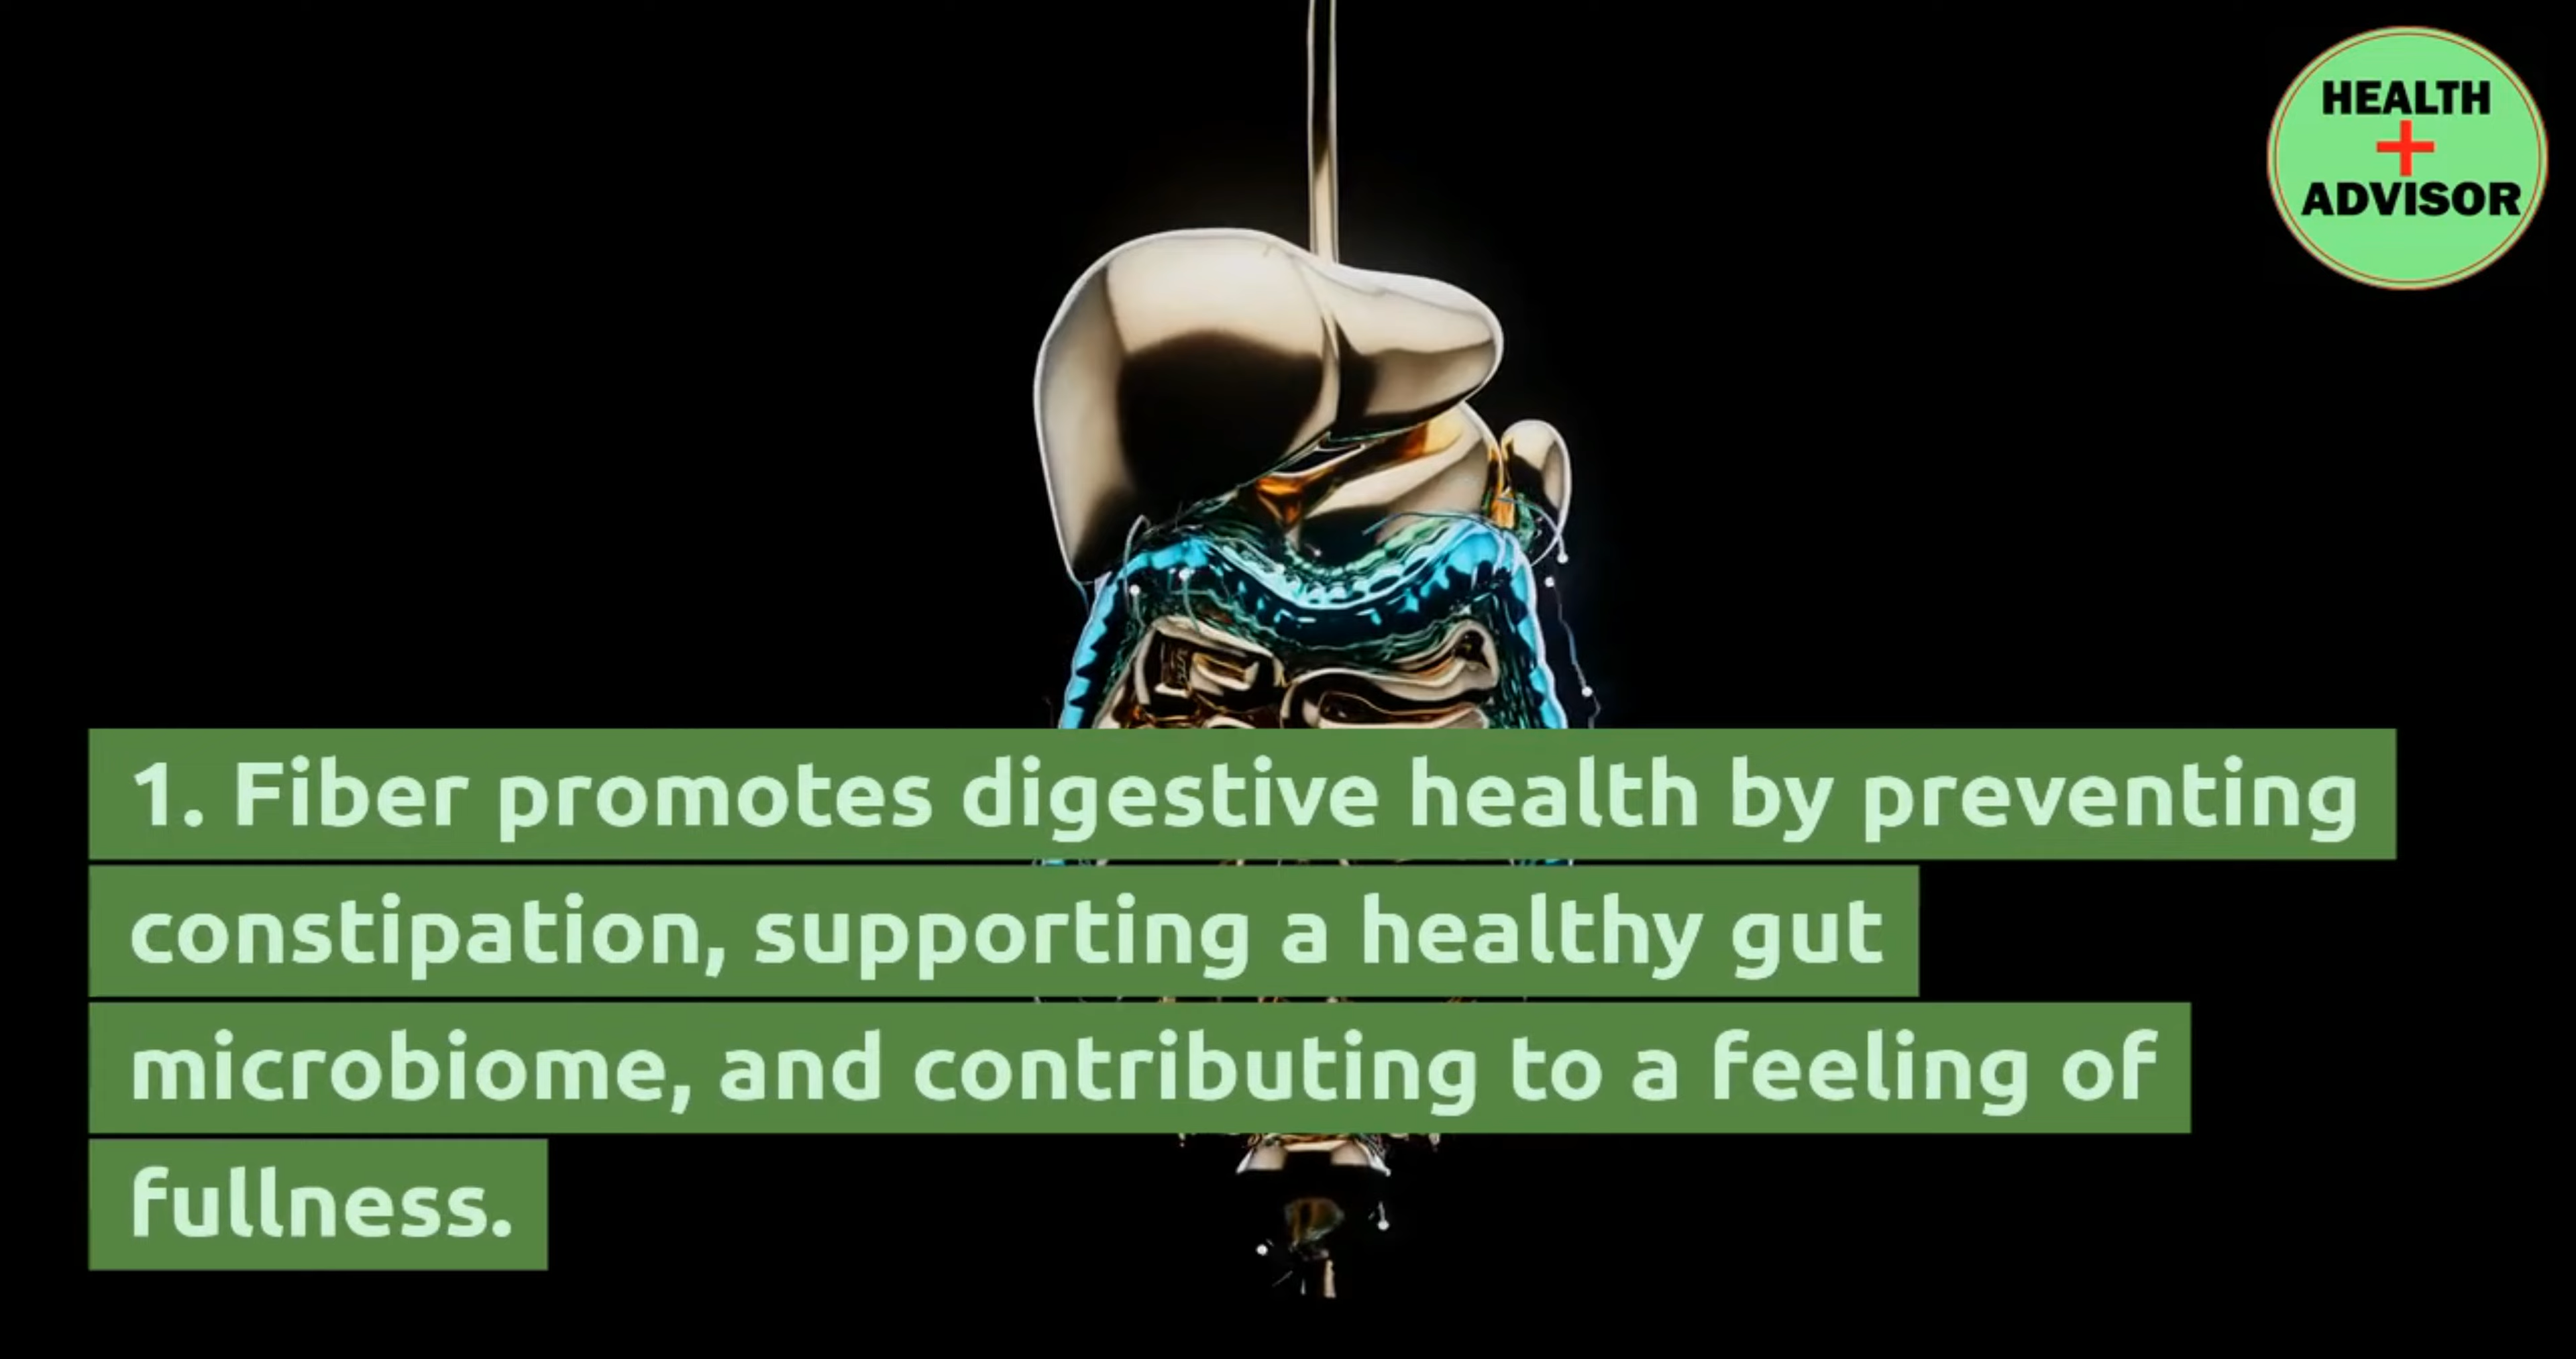 HEALTH
+
ADVISOR
1. Fiber promotes digestive health by preventing
constipation, supporting a healthy gut
microbiome, and contributing to a feeling of
fullness.